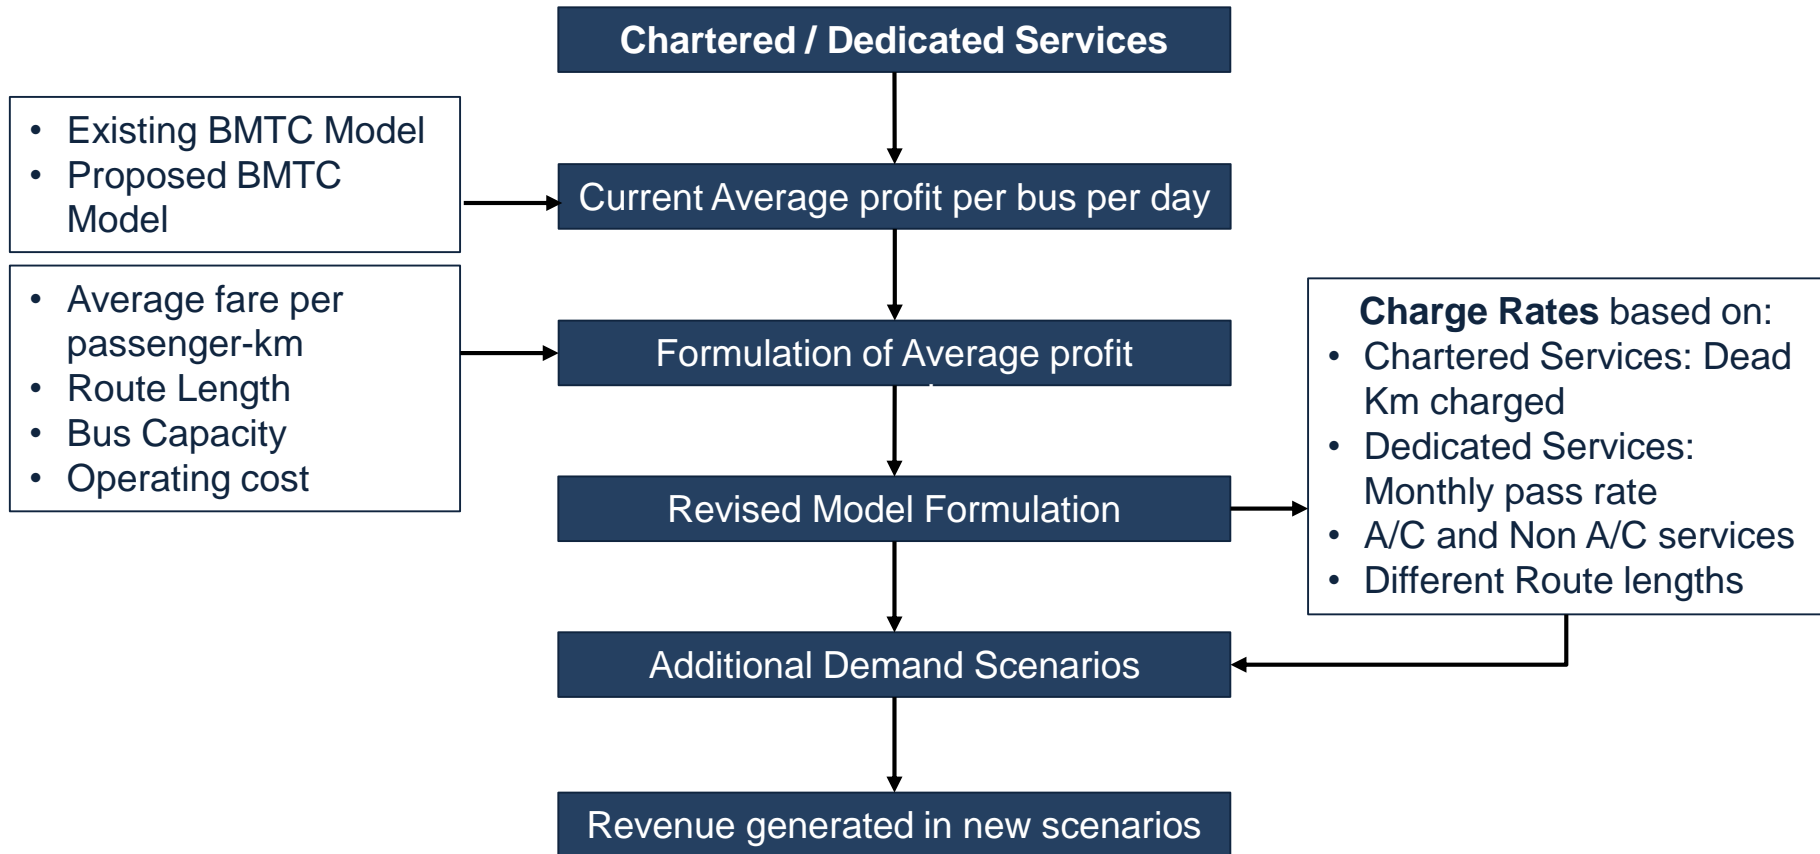 Chartered / Dedicated Services
• Existing BMTC Model
• Proposed BMTC
Model
Current Average profit per bus per day
• Average fare per
passenger-km
• Route Length
• Bus Capacity
• Operating cost
Formulation of Average profit
Charge Rates based on:
• Chartered Services: Dead
Km charged
• Dedicated Services:
Monthly pass rate
• A/C and Non A/C services
• Different Route lengths
Revised Model Formulation
Additional Demand Scenarios
Revenue generated in new scenarios